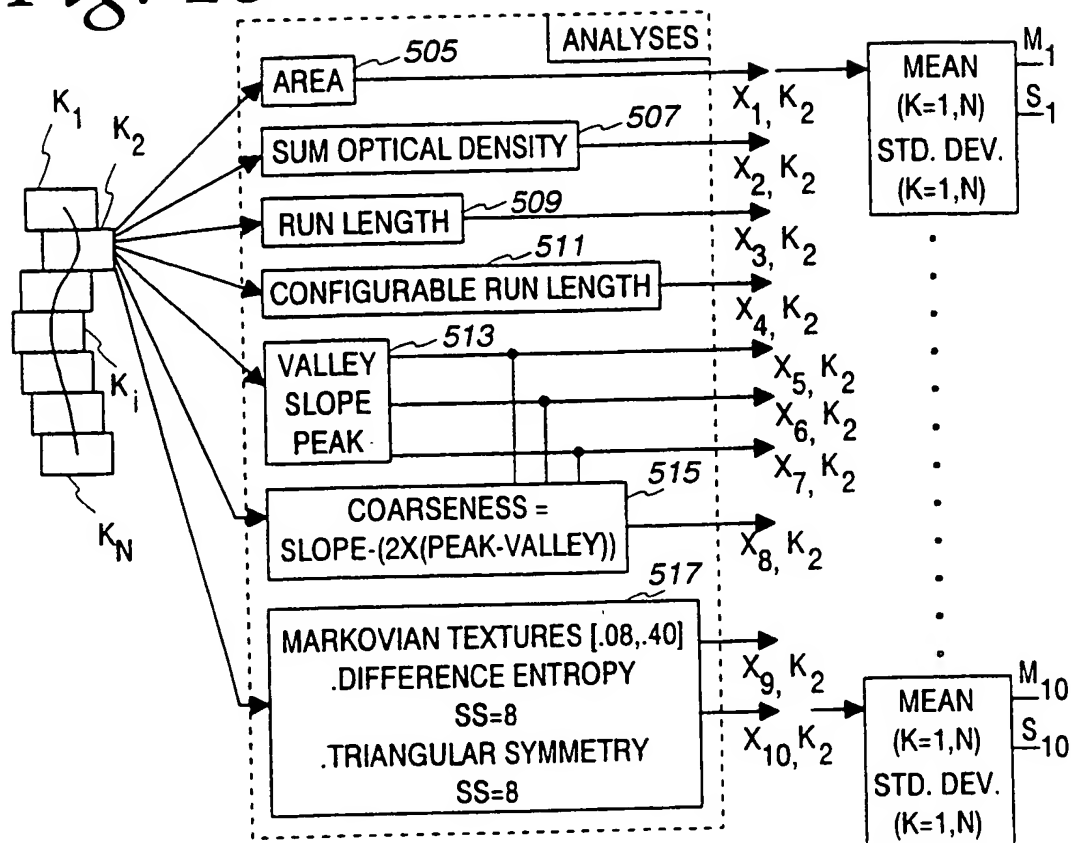 ANALYSES
505
AREA
X1, K2
MEAN
(K=1,N)
STD. DEV.
(K=1,N)
M1
S1
K1
K2
507
SUM OPTICAL DENSITY
X2, K2
509
RUN LENGTH
X3, K2
511
CONFIGURABLE RUN LENGTH
X4, K2
513
VALLEY
SLOPE
PEAK
X5, K2
X6, K2
X7, K2
Ki
KN
515
COARSENESS =
SLOPE-(2X(PEAK-VALLEY))
X8, K2
517
MARKOVIAN TEXTURES [.08,.40]
.DIFFERENCE ENTROPY
SS=8
.TRIANGULAR SYMMETRY
SS=8
X9, K2
X10, K2
MEAN
(K=1,N)
STD. DEV.
(K=1,N)
M10
S10